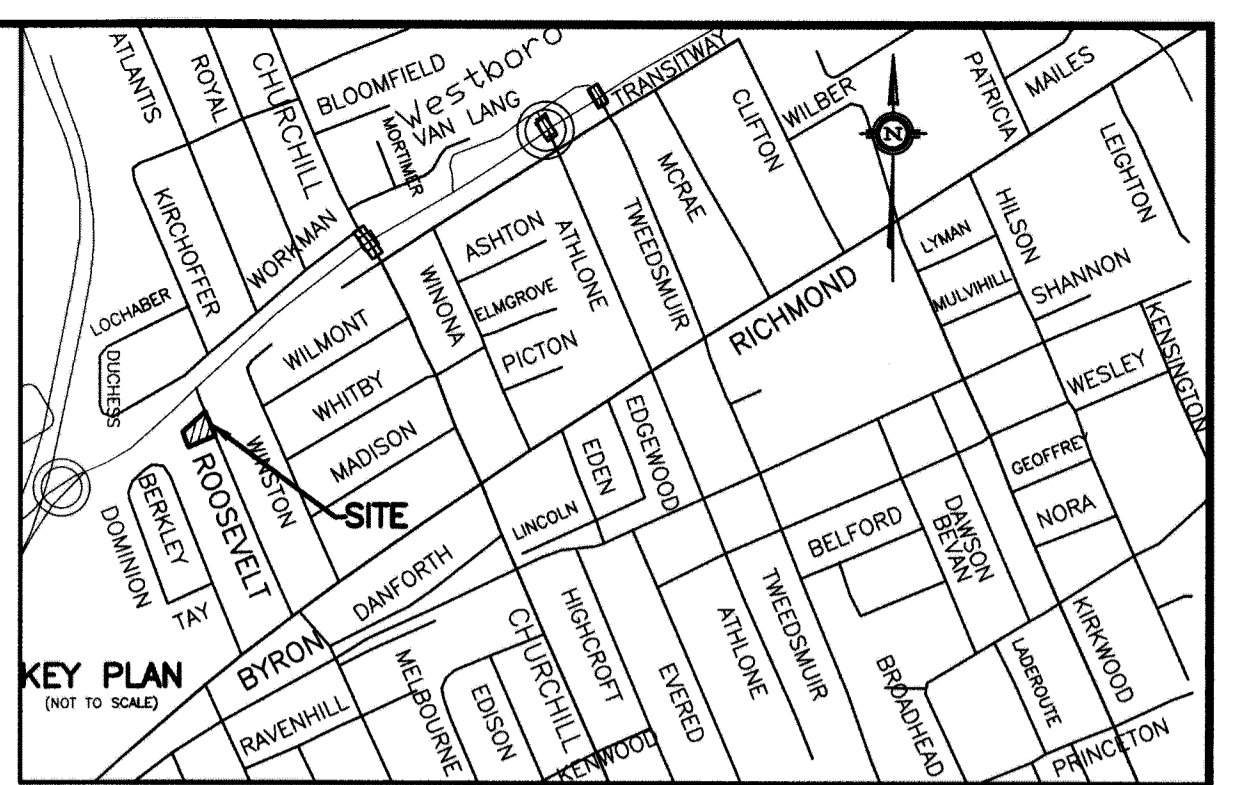 ATLANTIS
ROYAL
CHURCHILL
BLOOMFIELD
Westboro
VAN LANG
MORTIMER
TRANSITWAY
CLIFTON
WILBER
N
PATRICIA
MAILES
LEIGHTON
KIRCHOFFER
WORKMAN
LOCHABER
DUCHESS
ASHTON
ATHLONE
TWEEDSMUIR
MCRAE
WINONA
ELMGROVE
PICTON
WILMONT
WHITBY
MADISON
WINSTON
RICHMOND
LYMAN
HILSON
MULVIHILL
SHANNON
KENSINGTON
WESLEY
GEOFFREY
NORA
SITE
ROOSEVELT
BERKLEY
DOMINION
TAY
EDEN
EDGEWOOD
LINCOLN
DANFORTH
BYRON
BELFORD
DAWSON
BEVAN
KEY PLAN
(NOT TO SCALE)
RAVENHILL
MELBOURNE
EDISON
CHURCHILL
HIGHCROFT
KENWOOD
EVERED
ATHLONE
TWEEDSMUIR
BROADHEAD
LADEROUTE
KIRKWOOD
PRINCETON